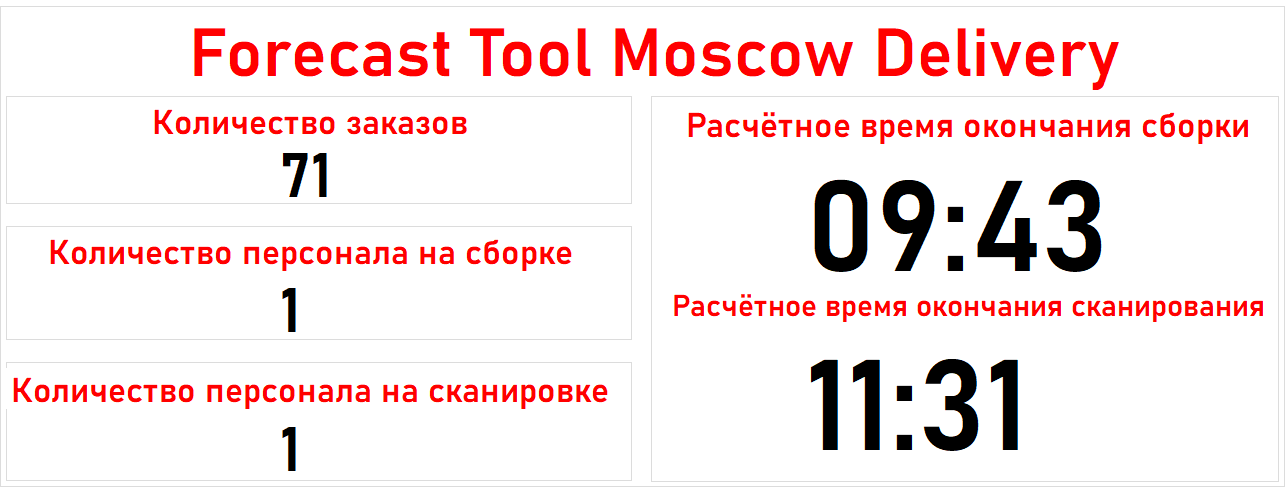 Forecast Tool Moscow Delivery
Количество заказов
71
Количество персонала на сборке
1
Количество персонала на сканировке
1
Расчётное время окончания сборки
09:43
Расчётное время окончания сканирования
11:31